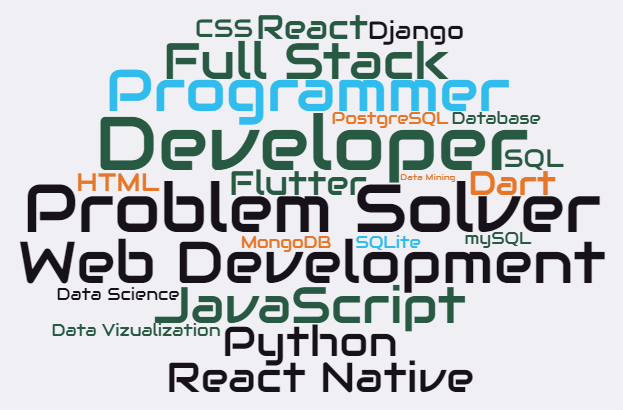 CSS React Django
Full Stack
Programmer
PostgreSQL Database
Developer
SQL
HTML Flutter Data Mining Dart
Problem Solver
MongoDB SQLite mySQL
Web Development
Data Science
JavaScript
Data Vizualization
Python
React Native